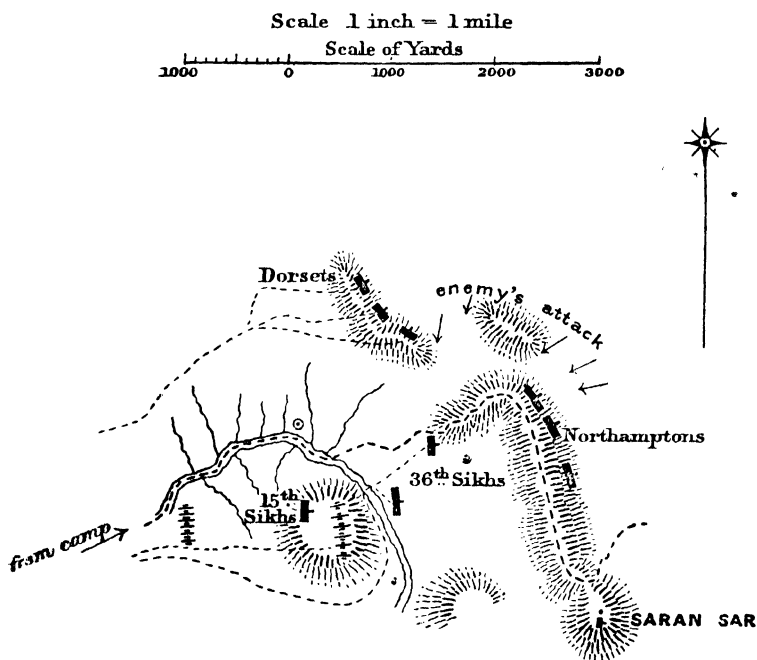 Scale 1 inch = 1 mile
Scale of Yards
1000 0 1000 2000 3000
Dorsets
enemy's attack
Northamptons
36th Sikhs
15th
Sikhs
from camp
SARAN SAR